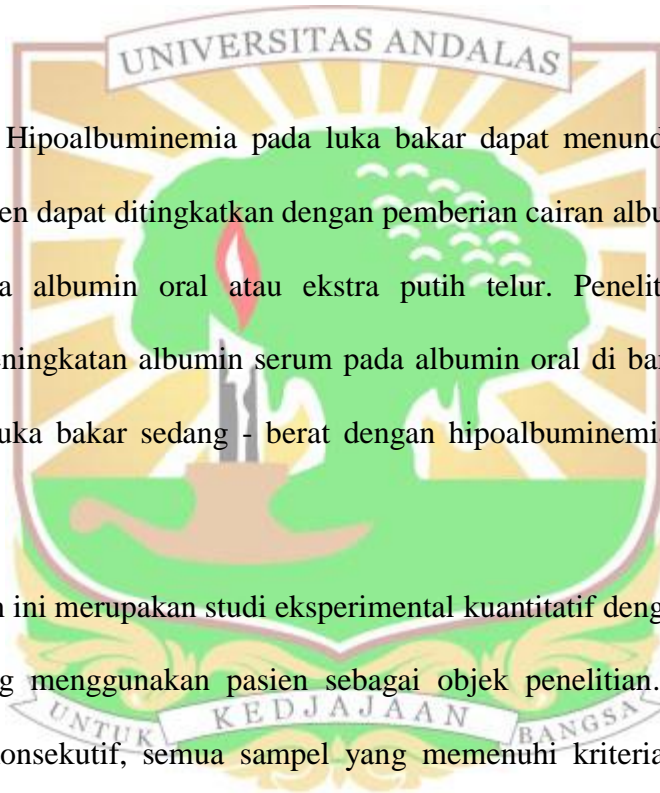 UNIVERSITAS ANDALAS
Hipoalbuminemia pada luka bakar dapat menund
en dapat ditingkatkan dengan pemberian cairan albu
a albumin oral atau ekstra putih telur. Penelit
eningkatan albumin serum pada albumin oral di ba
uka bakar sedang - berat dengan hipoalbuminemi
n ini merupakan studi eksperimental kuantitatif deng
g menggunakan pasien sebagai objek penelitian.
UNTUK KEDJAJAAN BANGSA
onsekutif, semua sampel yang memenuhi kriteria